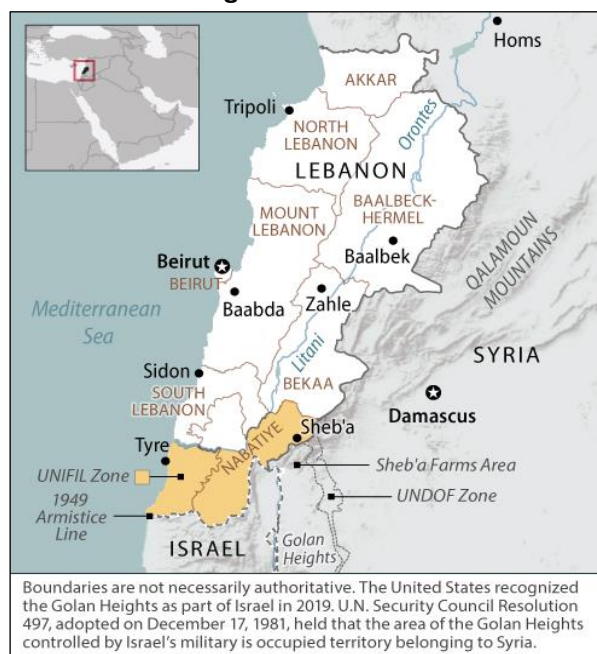 Homs
AKKAR
Tripoli
NORTH
LEBANON
Orontes
LEBANON
MOUNT
LEBANON
BAALBECK-
HERMEL
Baalbek
QALAMOUN
MOUNTAINS
Beirut
BEIRUT
Baabda
Zahle
Mediterranean
Sea
Litani
SYRIA
Sidon
BEKAA
SOUTH
LEBANON
Damascus
Tyre
NABATIYE
Sheb'a
UNIFIL Zone
Sheb'a Farms Area
1949
Armistice
Line
UNDOF Zone
ISRAEL
Golan
Heights
Boundaries are not necessarily authoritative. The United States recognized
the Golan Heights as part of Israel in 2019. U.N. Security Council Resolution
497, adopted on December 17, 1981, held that the area of the Golan Heights
controlled by Israel's military is occupied territory belonging to Syria.